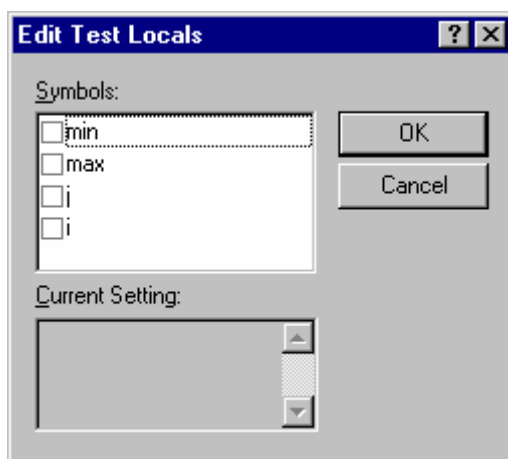 Edit Test Locals
Symbols:
min
max
j
i
OK
Cancel
Current Setting: